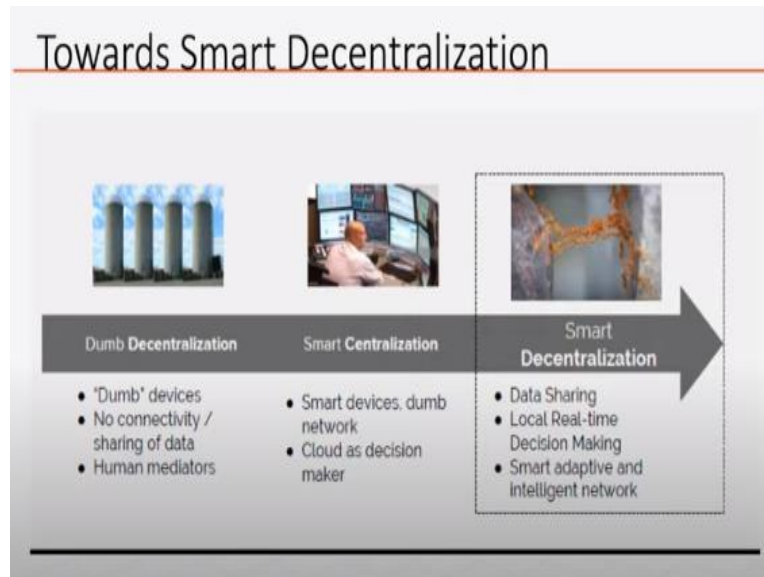 Towards Smart Decentralization
Dumb Decentralization
• "Dumb" devices
• No connectivity /
sharing of data
• Human mediators
Smart Centralization
• Smart devices, dumb
network
• Cloud as decision
maker
Smart
Decentralization
• Data Sharing
• Local Real-time
Decision Making
• Smart adaptive and
intelligent network